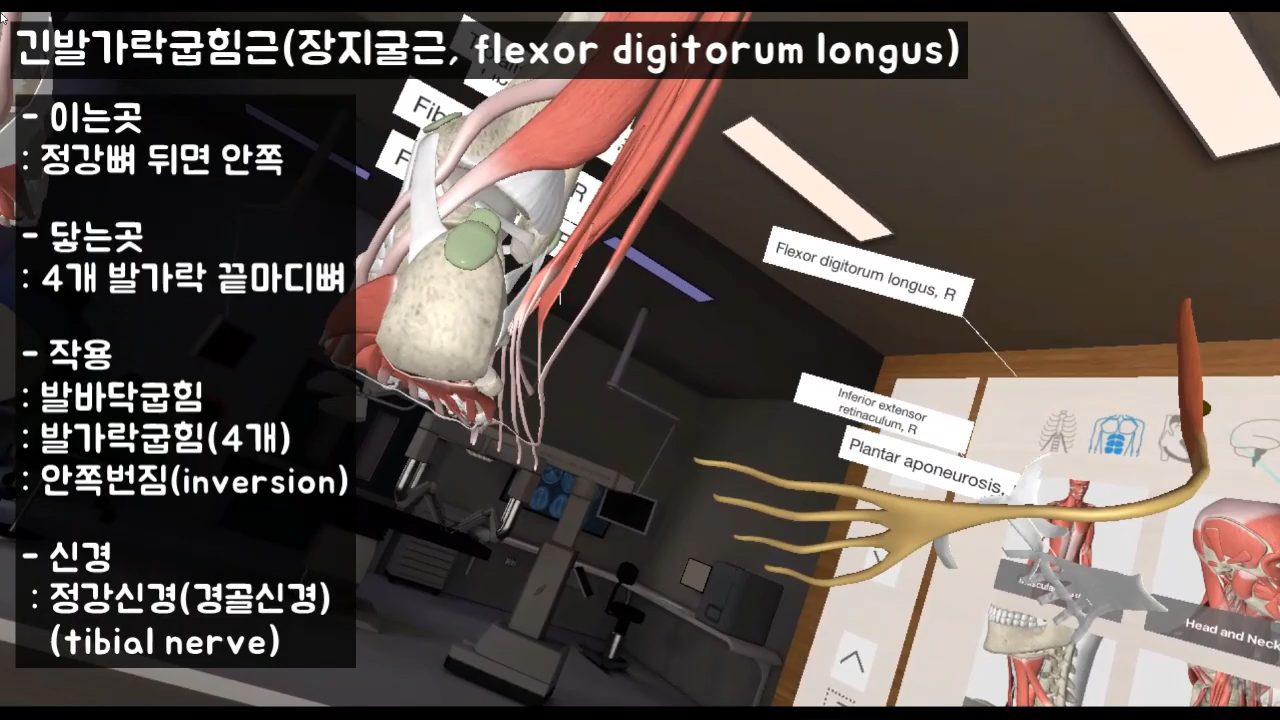 긴발가락굽힘근(장지굴근, flexor digitorum longus)
- 이는곳
: 정강뼈 뒤면 안쪽
- 닿는곳
: 4개 발가락 끝마디뼈
- 작용
: 발바닥굽힘
: 발가락굽힘(4개)
: 안쪽번짐(inversion)
- 신경
: 정강신경(경골신경)
(tibial nerve)
Fib
F
R
Flexor digitorum longus, R
Inferior extensor
retinaculum, R
Plantar aponeurosis,
Head and Neck